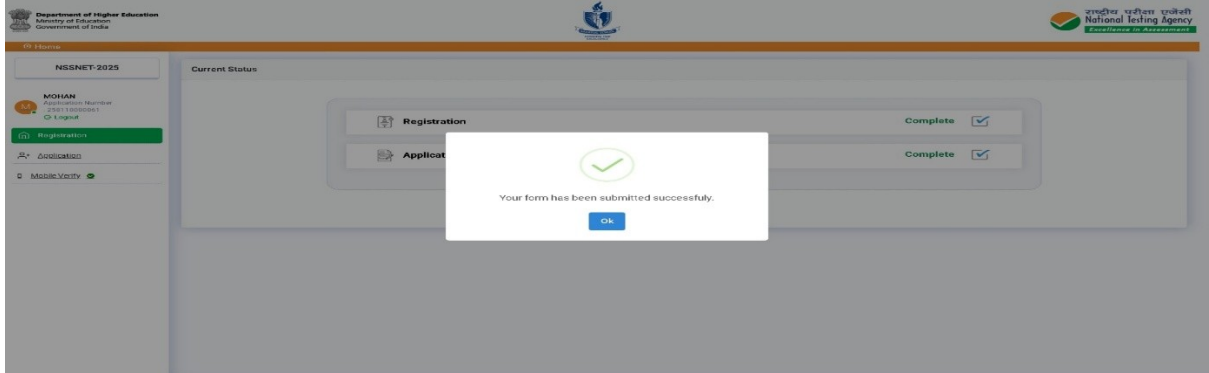 Department of Higher Education
Ministry of Education
Government of India
राष्ट्रीय परीक्षा एजेंसी
National Testing Agency
Excellence in Assessment
Home
NSSNET-2025
Current Status
MOHAN
Application Number
Logout
Registration
Complete
Registration
Applicat
Complete
Application
Mobile Verify
Your form has been submitted successfuly.
Ok